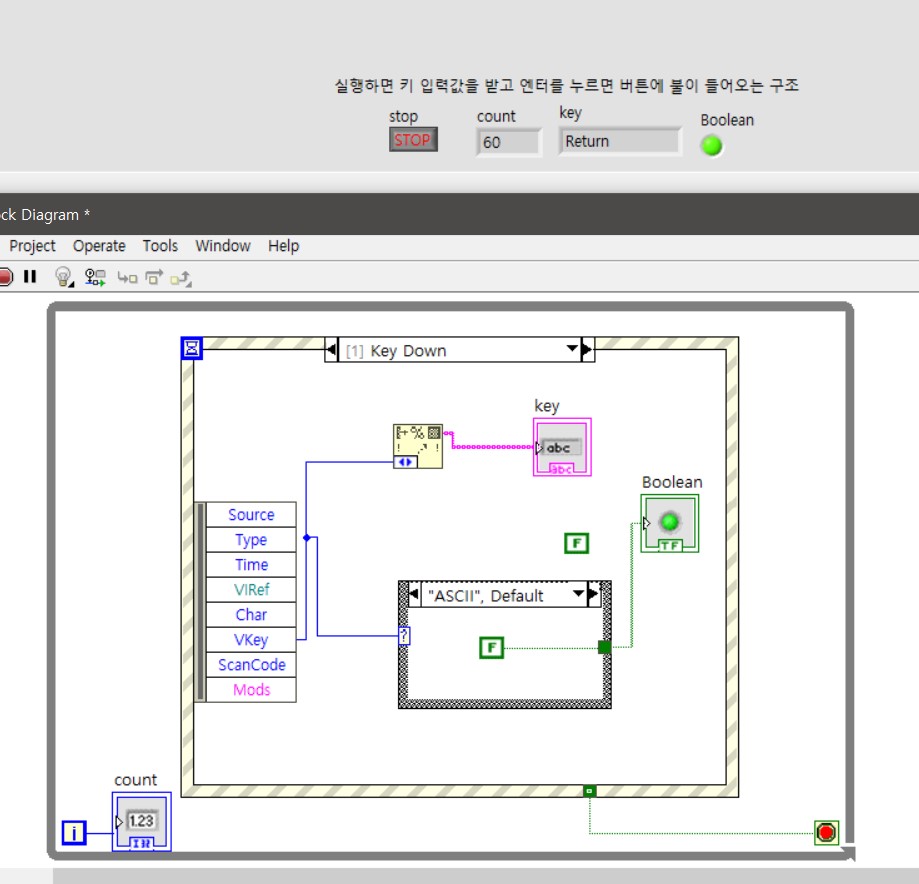 실행하면 키 입력값을 받고 엔터를 누르면 버튼에 불이 들어오는 구조
stop
count
key
Boolean
STOP
60
Return
ck Diagram *
Project
Operate
Tools
Window
Help
[1] Key Down
key
abc
abc
Boolean
TF
Source
Type
Time
VIRef
Char
VKey
ScanCode
Mods
F
"ASCII", Default
?
F
count
1.23
i